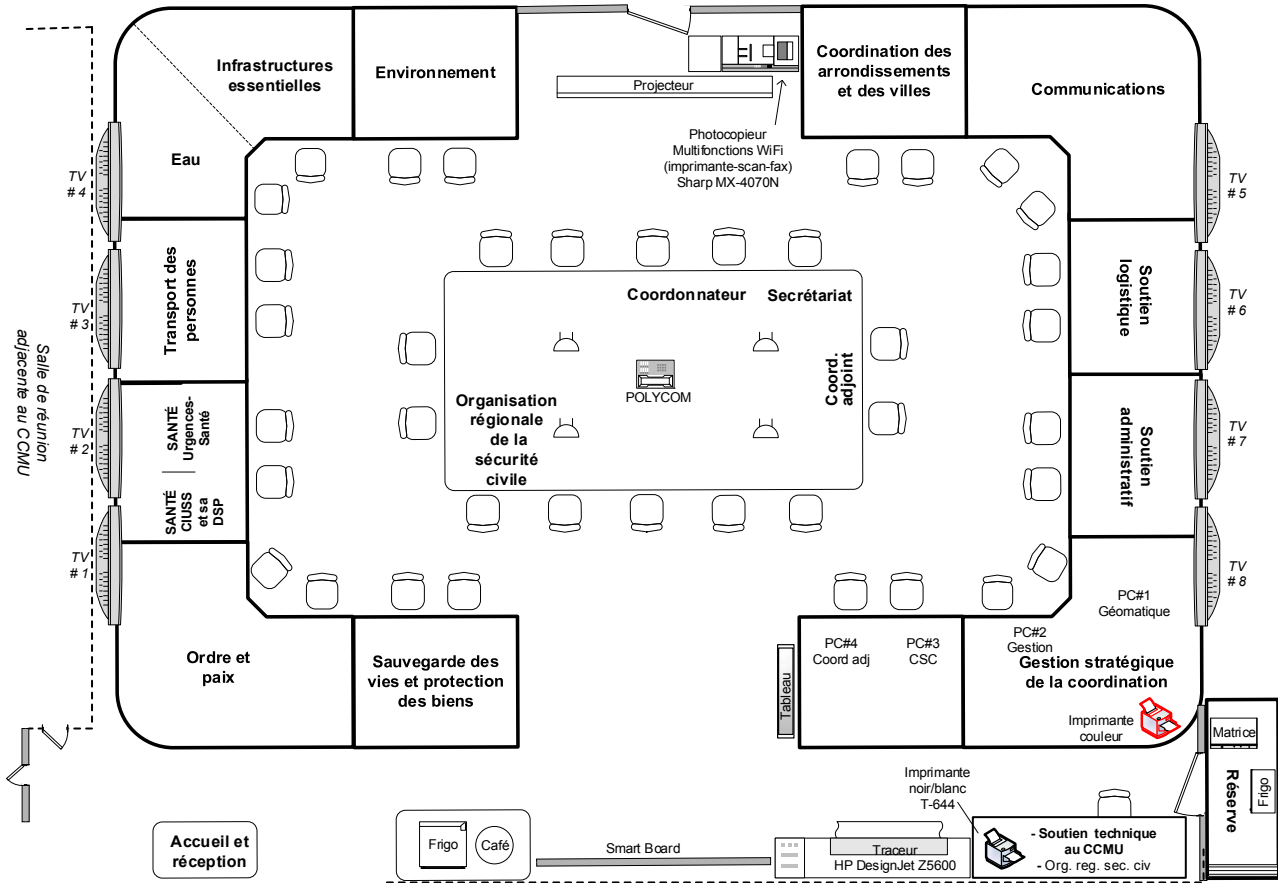 Infrastructures
essentielles
Environnement
Projecteur
Coordination des
arrondissements
et des villes
Communications
Photocopieur
Multifonctions WiFi
(imprimante-scan-fax)
Sharp MX-4070N
Eau
TV
# 4
TV
# 5
Transport des
personnes
TV
# 3
Soutien
logistique
TV
# 6
Salle de réunion
adjacente au CCMU
Coordonnateur
Secrétariat
Coord.
adjoint
POLYCOM
Organisation
régionale
de la
sécurité
civile
SANTÉ
Urgences-
Santé
SANTÉ
CIUSS
et sa
DSP
TV
# 2
Soutien
administratif
TV
# 7
TV
# 1
TV
# 8
PC#1
Géomatique
PC#2
Gestion
PC#3
CSC
PC#4
Coord adj
Gestion stratégique
de la coordination
Ordre et
paix
Sauvegarde des
vies et protection
des biens
Tableau
Imprimante
couleur
Matrice
Frigo
Réserve
Imprimante
noir/blanc
T-644
Accueil et
réception
Frigo
Café
Smart Board
Traceur
HP DesignJet Z5600
- Soutien technique
au CCMU
- Org. reg. sec. civ